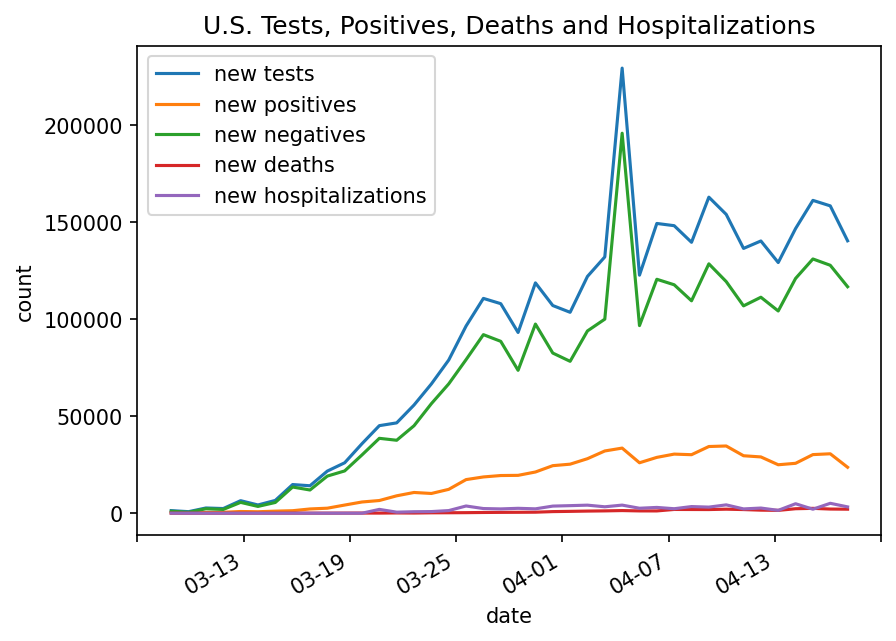 U.S. Tests, Positives, Deaths and Hospitalizations
new tests
new positives
new negatives
new deaths
new hospitalizations
200000
150000
100000
50000
0
count
03-13
03-19
03-25
04-01
04-07
04-13
date